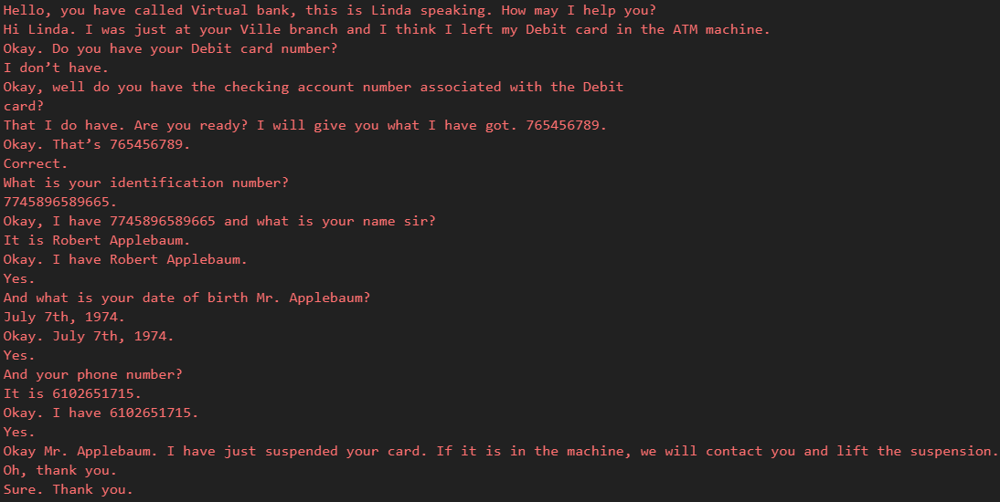 Hello, you have called Virtual bank, this is Linda speaking. How may I help you?
Hi Linda. I was just at your Ville branch and I think I left my Debit card in the ATM machine.
Okay. Do you have your Debit card number?
I don’t have.
Okay, well do you have the checking account number associated with the Debit
card?
That I do have. Are you ready? I will give you what I have got. 765456789.
Okay. That’s 765456789.
Correct.
What is your identification number?
7745896589665.
Okay, I have 7745896589665 and what is your name sir?
It is Robert Applebaum.
Okay. I have Robert Applebaum.
Yes.
And what is your date of birth Mr. Applebaum?
July 7th, 1974.
Okay. July 7th, 1974.
Yes.
And your phone number?
It is 6102651715.
Okay. I have 6102651715.
Yes.
Okay Mr. Applebaum. I have just suspended your card. If it is in the machine, we will contact you and lift the suspension.
Oh, thank you.
Sure. Thank you.